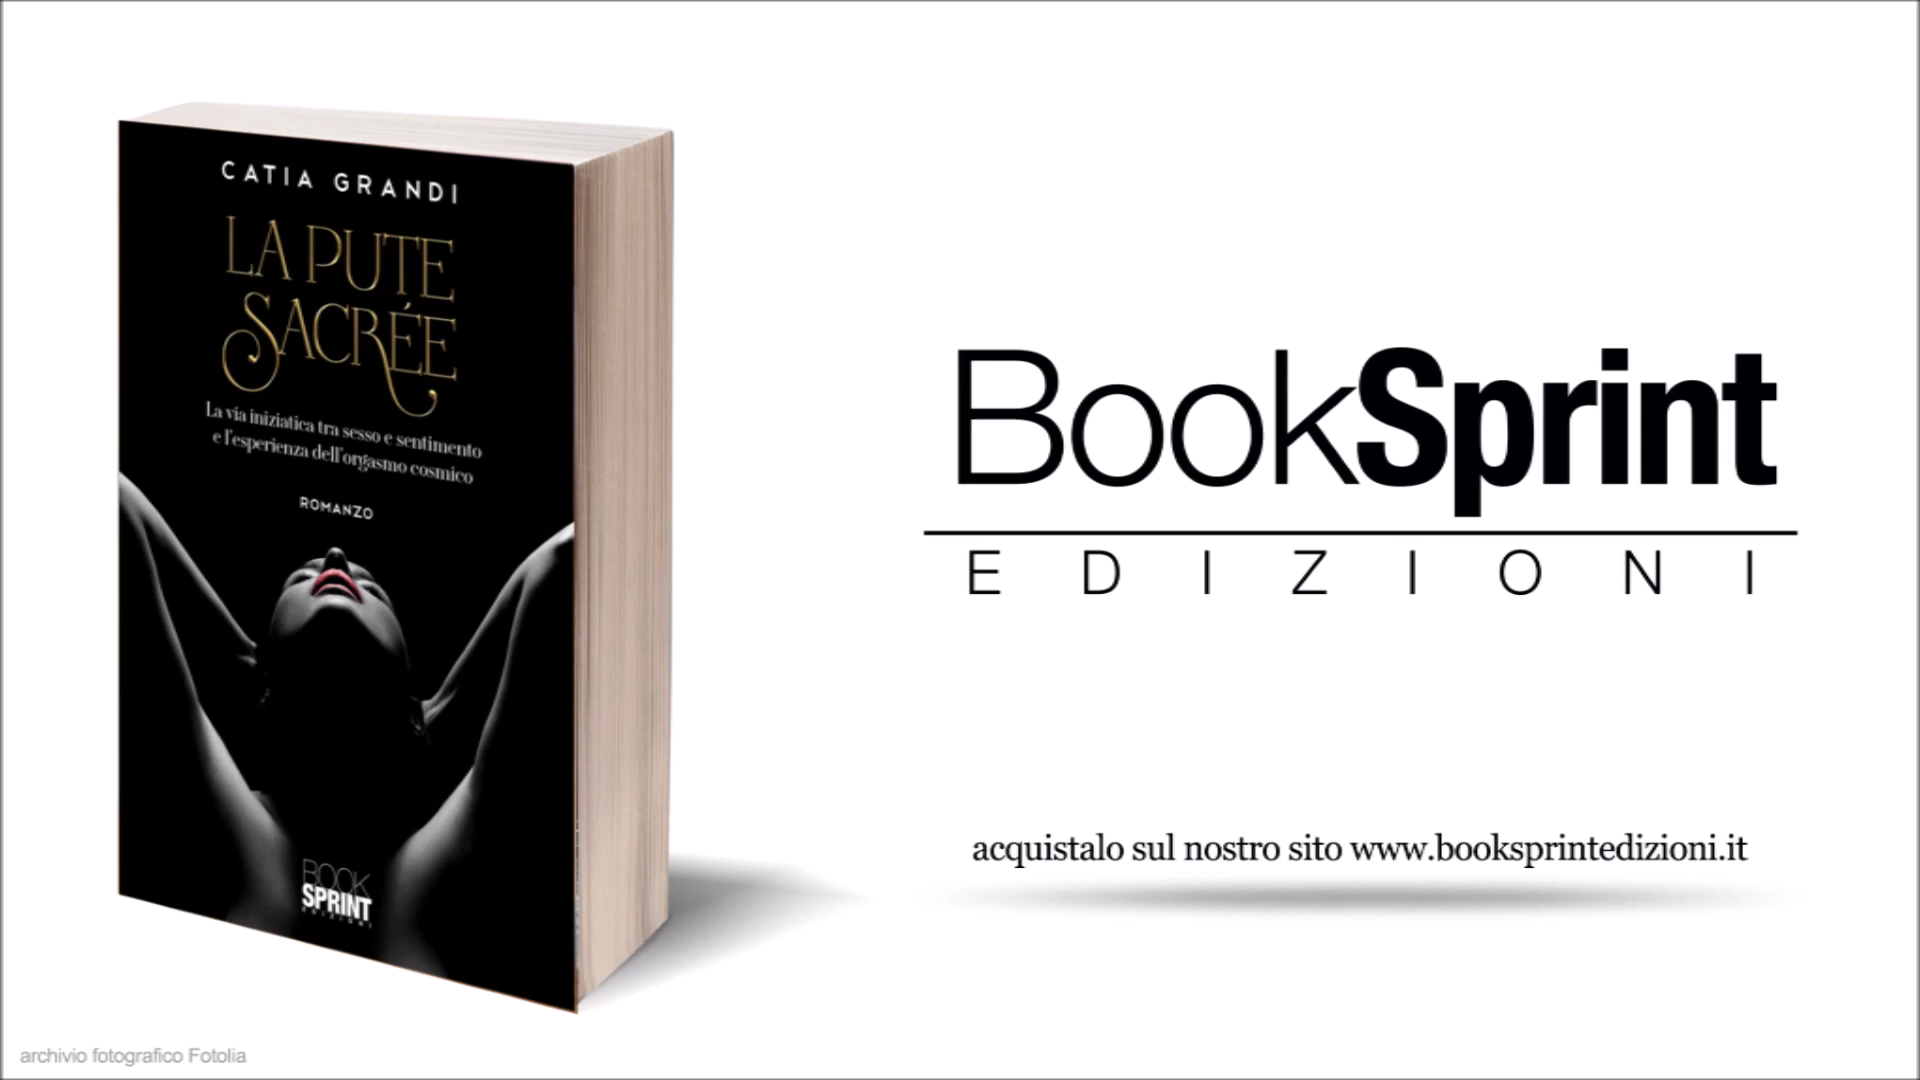 CATIA GRANDI
LA PUTE
SACRÉE
La via iniziatica tra sesso e sentimento
e l'esperienza dell'orgasmo cosmico
ROMANZO
BOOK
SPRINT
EDIZIONI
BookSprint
EDIZIONI
acquistalo sul nostro sito www.booksprintedizioni.it
archivio fotografico Fotolia